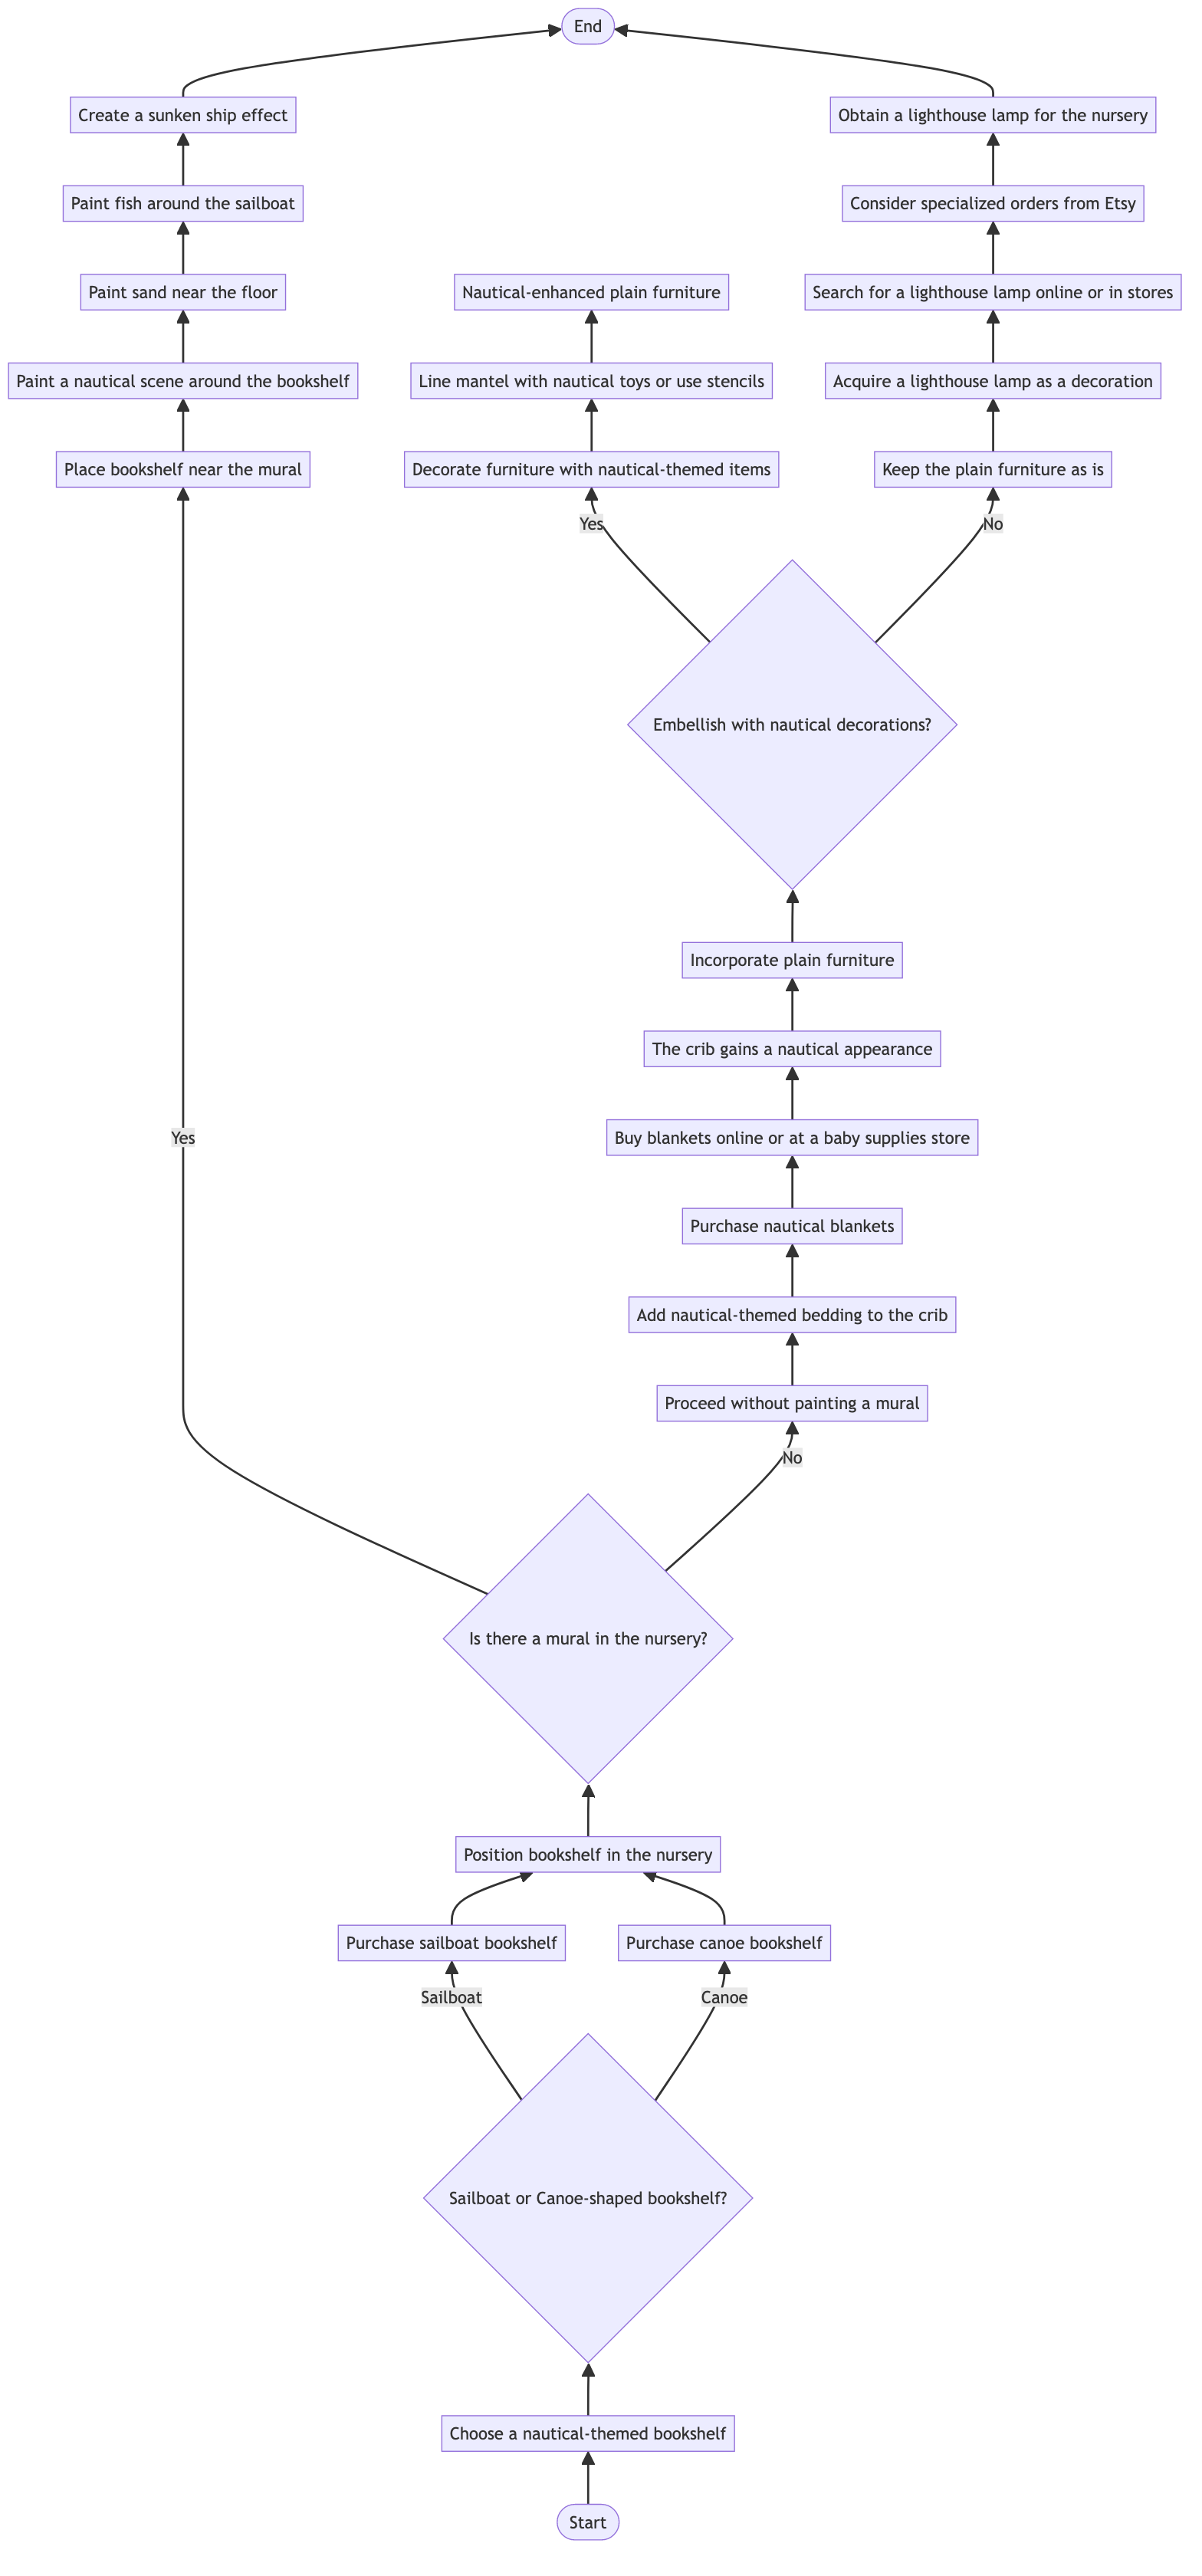 End
Create a sunken ship effect
Obtain a lighthouse lamp for the nursery
Paint fish around the sailboat
Consider specialized orders from Etsy
Paint sand near the floor
Nautical-enhanced plain furniture
Search for a lighthouse lamp online or in stores
Paint a nautical scene around the bookshelf
Line mantel with nautical toys or use stencils
Acquire a lighthouse lamp as a decoration
Place bookshelf near the mural
Decorate furniture with nautical-themed items
Keep the plain furniture as is
Yes
No
Embellish with nautical decorations?
Incorporate plain furniture
The crib gains a nautical appearance
Yes
Buy blankets online or at a baby supplies store
Purchase nautical blankets
Add nautical-themed bedding to the crib
Proceed without painting a mural
No
Is there a mural in the nursery?
Position bookshelf in the nursery
Purchase sailboat bookshelf
Purchase canoe bookshelf
Sailboat
Canoe
Sailboat or Canoe-shaped bookshelf?
Choose a nautical-themed bookshelf
Start